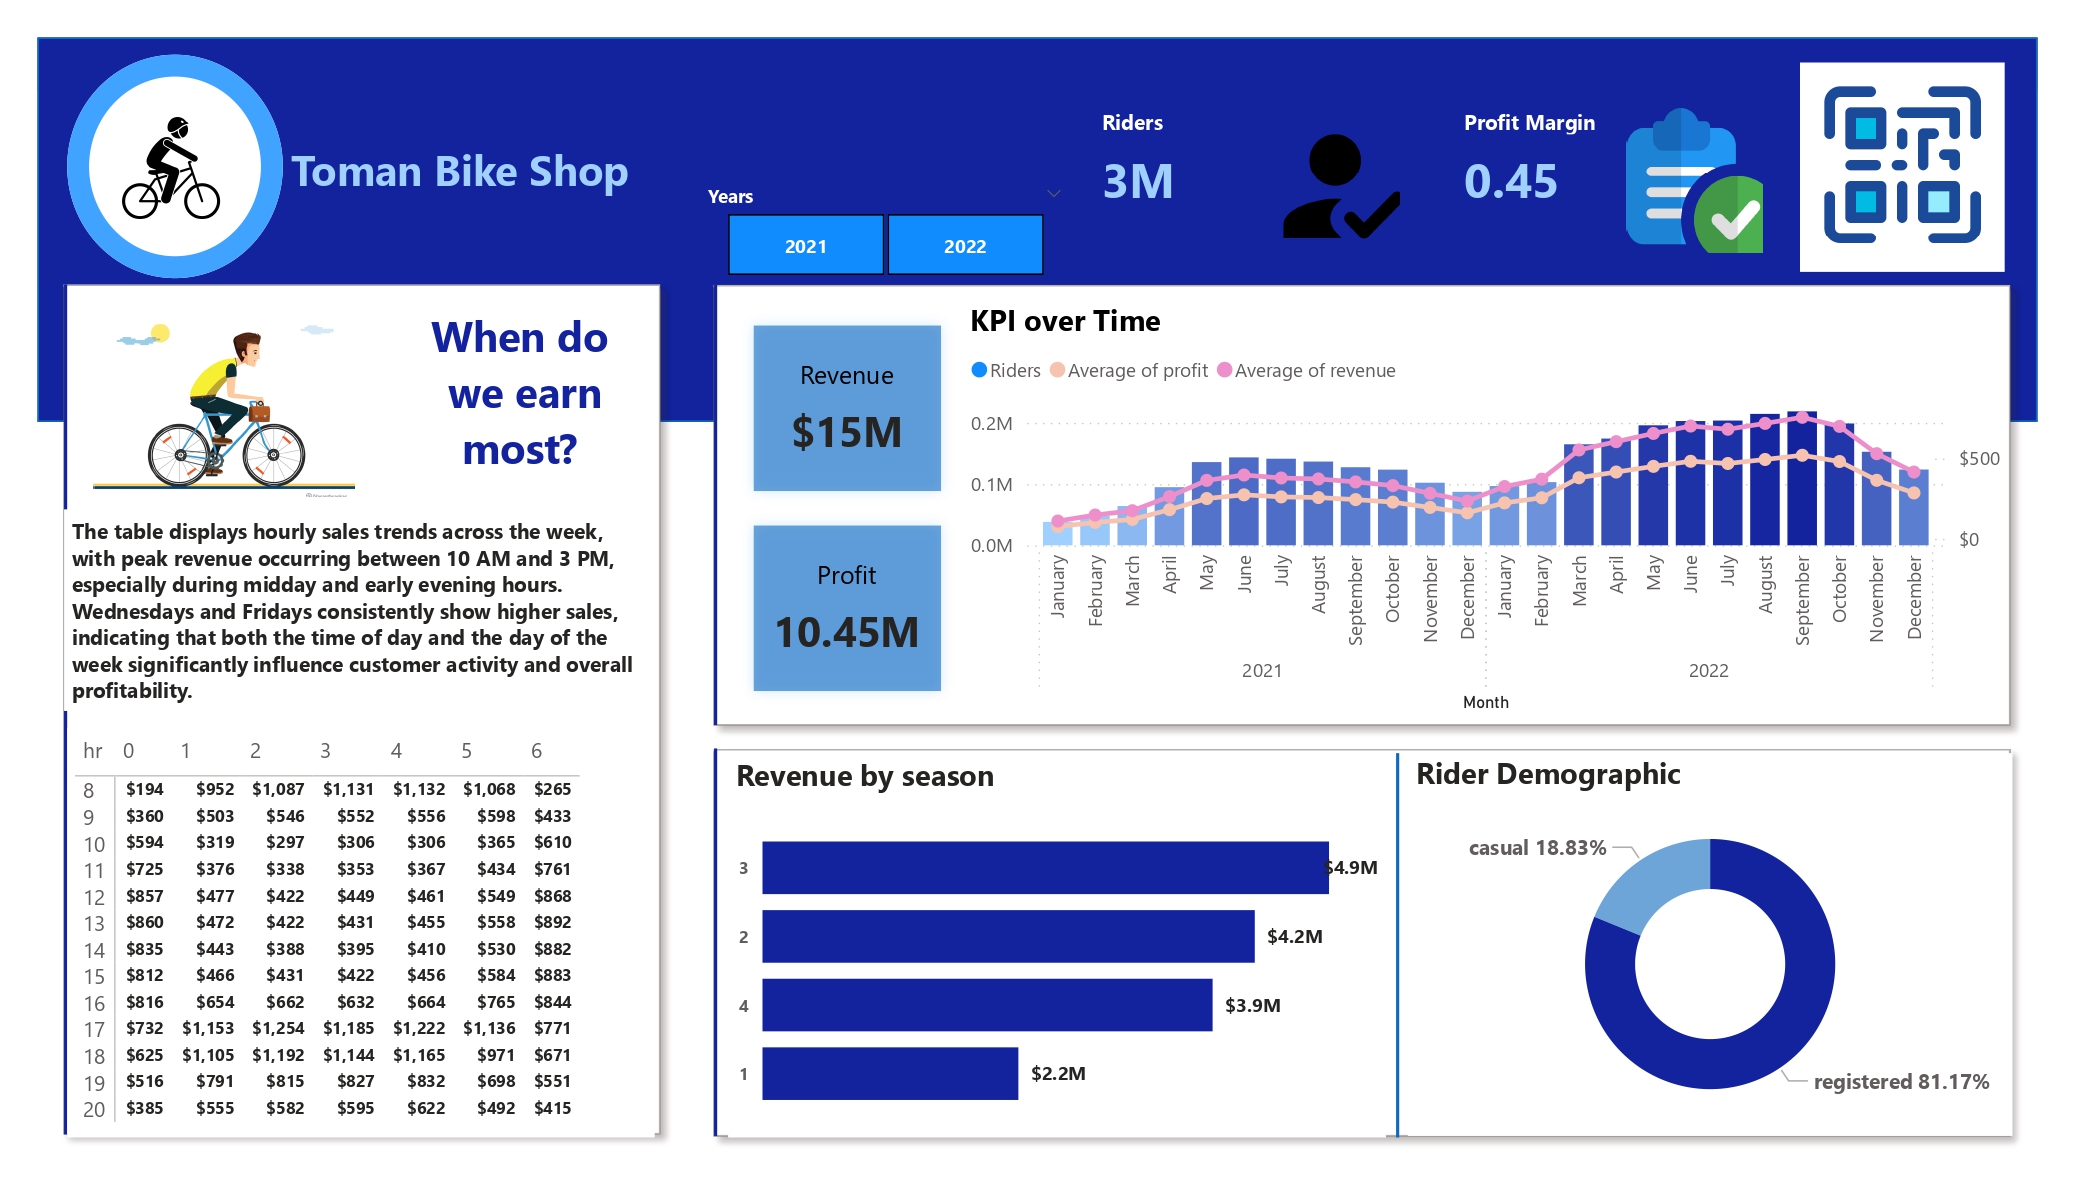 Toman Bike Shop
Years
2021
2022
Riders
3M
Profit Margin
0.45
When do
we earn
most?
The table displays hourly sales trends across the week,
with peak revenue occurring between 10 AM and 3 PM,
especially during midday and early evening hours.
Wednesdays and Fridays consistently show higher sales,
indicating that both the time of day and the day of the
week significantly influence customer activity and overall
profitability.
hr 0 1 2 3 4 5 6
8 $194 $952 $1,087 $1,131 $1,132 $1,068 $265
9 $360 $503 $546 $552 $556 $598 $433
10 $594 $319 $297 $306 $306 $365 $610
11 $725 $376 $338 $353 $367 $434 $761
12 $857 $477 $422 $449 $461 $549 $868
13 $860 $472 $422 $431 $455 $558 $892
14 $835 $443 $388 $395 $410 $530 $882
15 $812 $466 $431 $422 $456 $584 $883
16 $816 $654 $662 $632 $664 $765 $844
17 $732 $1,153 $1,254 $1,185 $1,222 $1,136 $771
18 $625 $1,105 $1,192 $1,144 $1,165 $971 $671
19 $516 $791 $815 $827 $832 $698 $551
20 $385 $555 $582 $595 $622 $492 $415
Revenue
$15M
Profit
10.45M
KPI over Time
Riders Average of profit Average of revenue
0.2M
0.1M
0.0M
$500
$0
January February March April May June July August September October November December January February March April May June July August September October November December
2021 2022
Month
Revenue by season
3 $4.9M
2 $4.2M
4 $3.9M
1 $2.2M
Rider Demographic
casual 18.83%
registered 81.17%